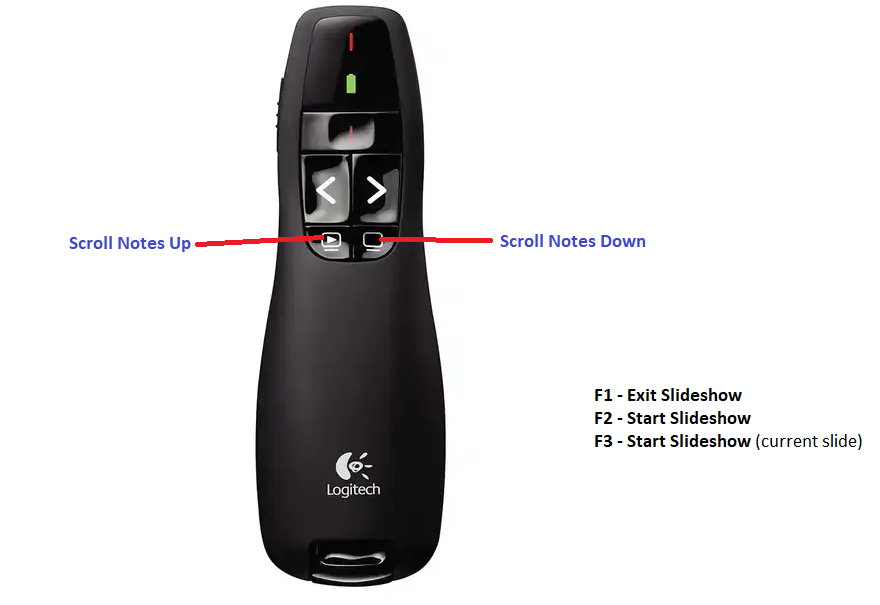 Scroll Notes Up
Scroll Notes Down
F1 - Exit Slideshow
F2 - Start Slideshow
F3 - Start Slideshow (current slide)
Logitech